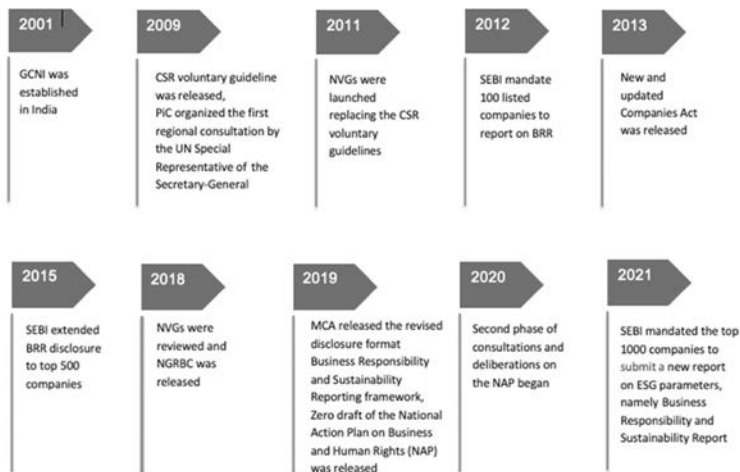 2001
GCNI was
established
in India
2009
CSR voluntary guideline
was released,
PiC organized the first
regional consultation by
the UN Special
Representative of the
Secretary-General
2011
NVGs were
launched
replacing the CSR
voluntary
guidelines
2012
SEBI mandate
100 listed
companies to
report on BRR
2013
New and
updated
Companies Act
was released
2015
SEBI extended
BRR disclosure
to top 500
companies
2018
NVGs were
reviewed and
NGRBC was
released
2019
MCA released the revised
disclosure format
Business Responsibility
and Sustainability
Reporting framework,
Zero draft of the National
Action Plan on Business
and Human Rights (NAP)
was released
2020
Second phase of
consultations and
deliberations on
the NAP began
2021
SEBI mandated the top
1000 companies to
submit a new report
on ESG parameters,
namely Business
Responsibility and
Sustainability Report